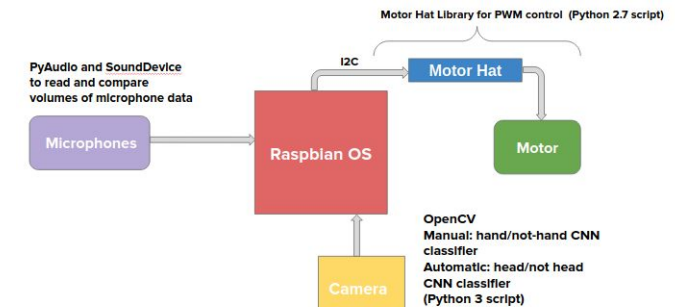 Motor Hat Library for PWM control (Python 2.7 script)
I2C
Motor Hat
PyAudio and SoundDevice
to read and compare
volumes of microphone data
Microphones
Raspbian OS
Motor
OpenCV
Manual: hand/not-hand CNN
classifier
Automatic: head/not head
CNN classifier
(Python 3 script)
Camera